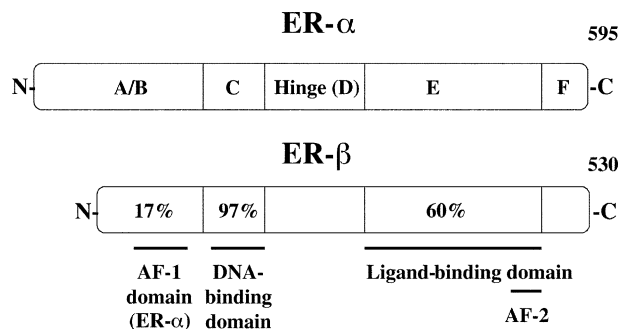 ER-α
595
N- A/B C Hinge (D) E F -C
ER-β
530
N- 17% 97% 60% -C
AF-1 domain (ER-α)
DNA-binding domain
Ligand-binding domain
AF-2